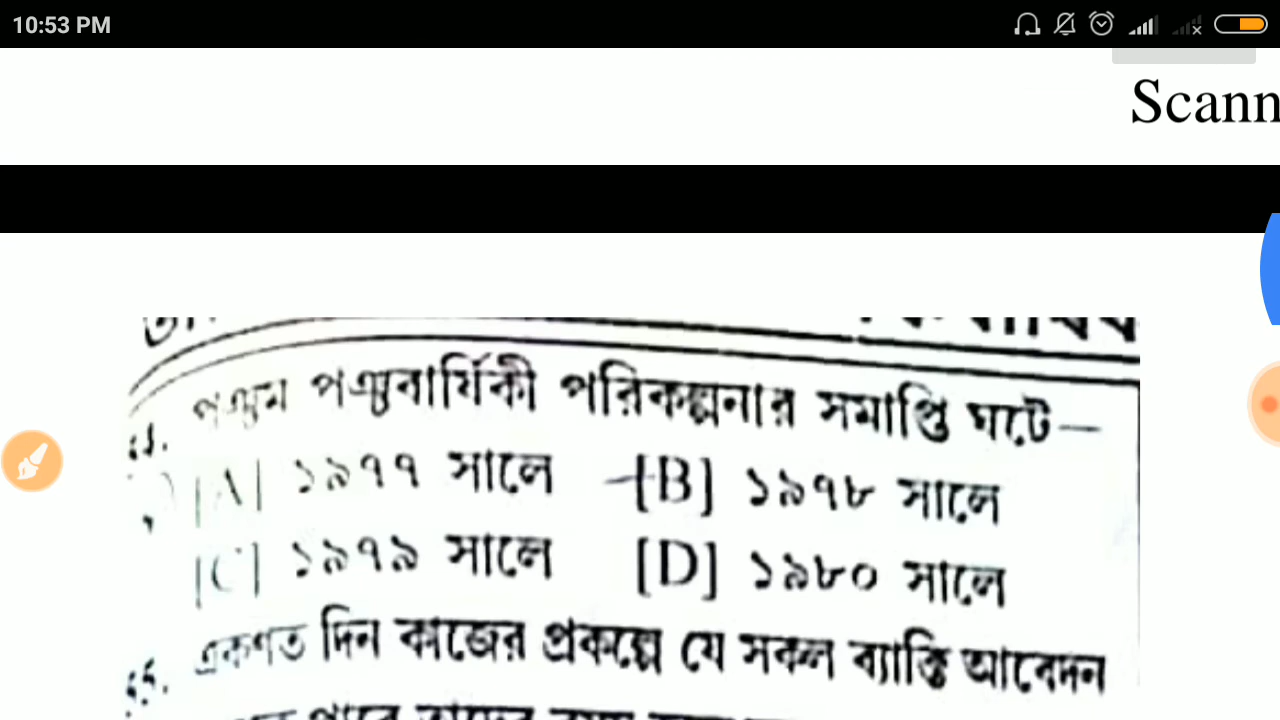 10:53 PM
Scann
পঞ্চম পঞ্চবার্ষিকী পরিকল্পনার সমাপ্তি ঘটে—
[A] ১৯৭৭ সালে [B] ১৯৭৮ সালে
[C] ১৯৭৯ সালে [D] ১৯৮০ সালে
একশত দিন কাজের প্রকল্পে যে সকল ব্যাক্তি আবেদন